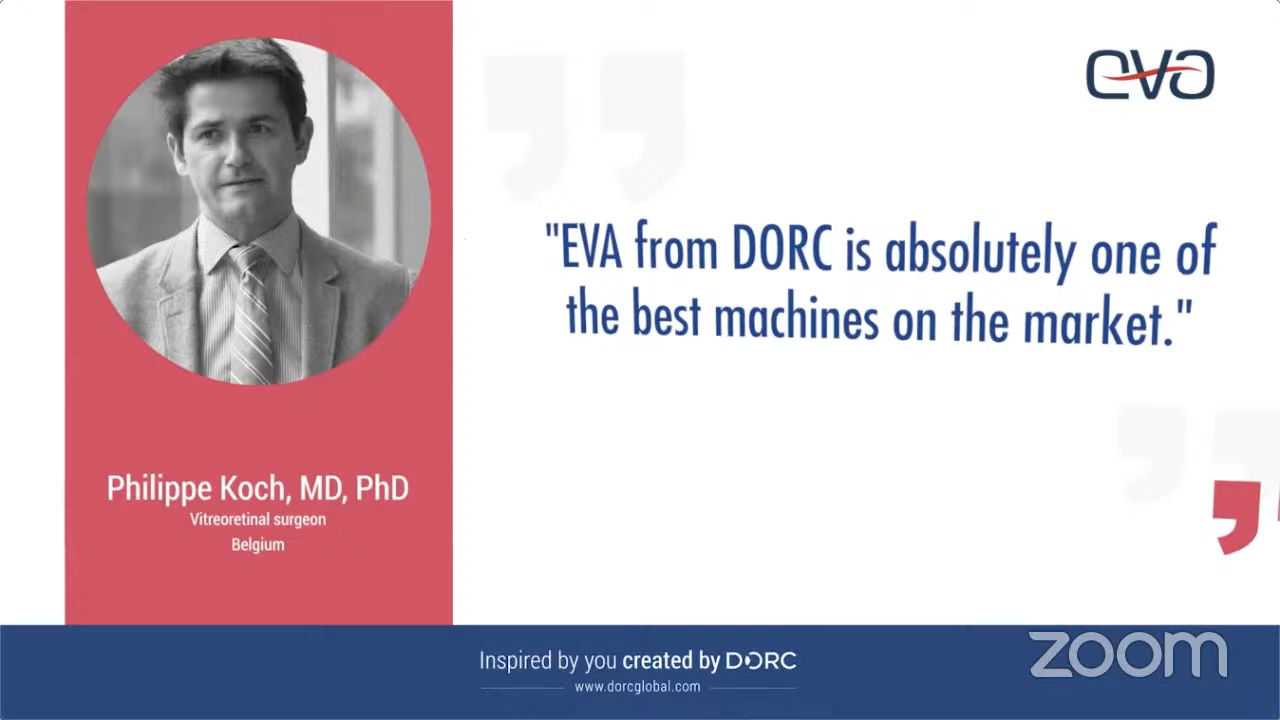 eva
"EVA from DORC is absolutely one of
the best machines on the market."
Philippe Koch, MD, PhD
Vitreoretinal surgeon
Belgium
Inspired by you created by DORC
www.dorcglobal.com
zoom